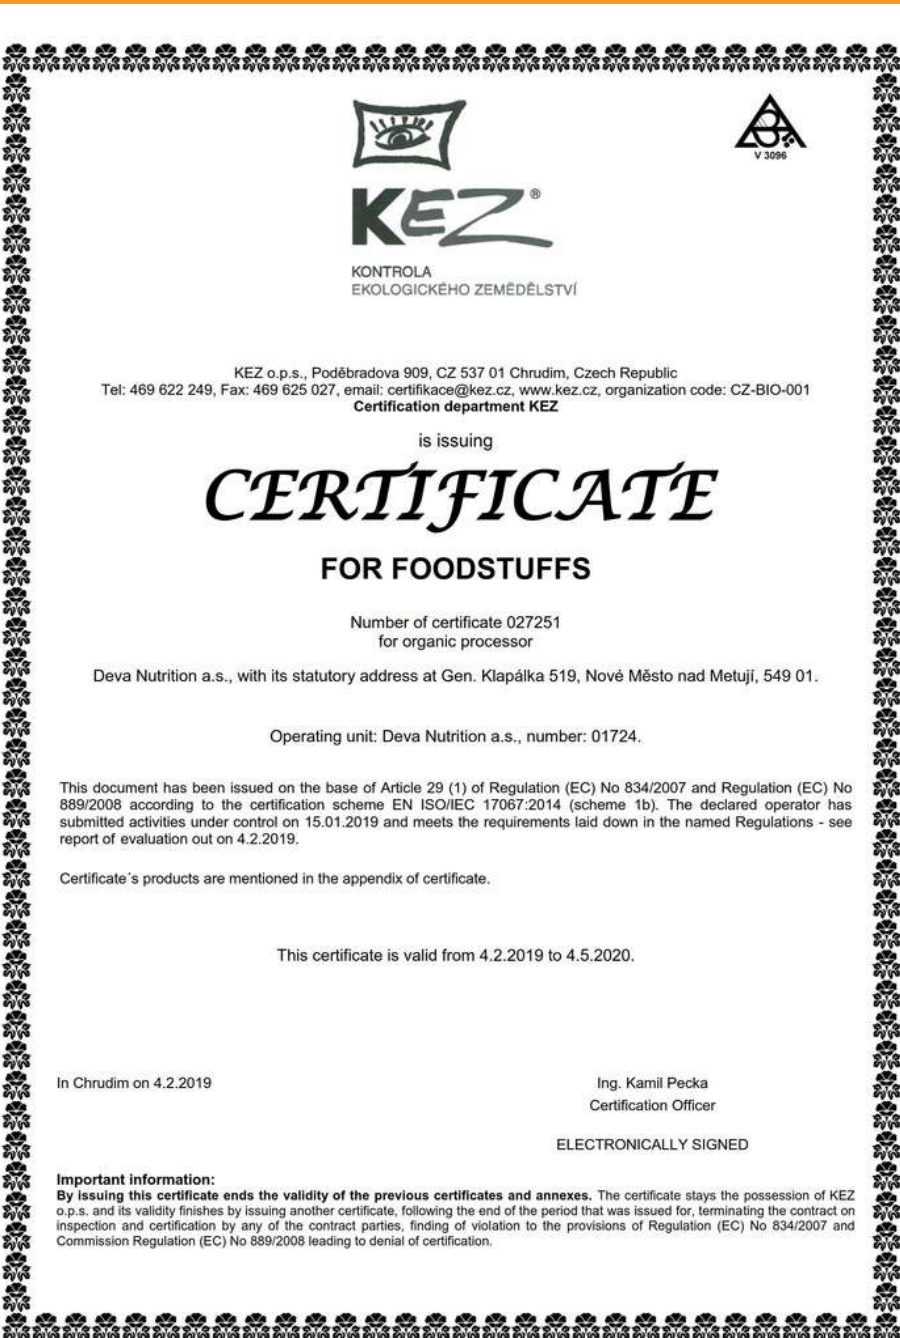 V 3096
KEZ®
KONTROLA
EKOLOGICKÉHO ZEMĚDĚLSTVÍ
KEZ o.p.s., Poděbradova 909, CZ 537 01 Chrudim, Czech Republic
Tel: 469 622 249, Fax: 469 625 027, email: certifikace@kez.cz, www.kez.cz, organization code: CZ-BIO-001
Certification department KEZ
is issuing
CERTIFICATE
FOR FOODSTUFFS
Number of certificate 027251
for organic processor
Deva Nutrition a.s., with its statutory address at Gen. Klapálka 519, Nové Město nad Metují, 549 01.
Operating unit: Deva Nutrition a.s., number: 01724.
This document has been issued on the base of Article 29 (1) of Regulation (EC) No 834/2007 and Regulation (EC) No
889/2008 according to the certification scheme EN ISO/IEC 17067:2014 (scheme 1b). The declared operator has
submitted activities under control on 15.01.2019 and meets the requirements laid down in the named Regulations - see
report of evaluation out on 4.2.2019.
Certificate´s products are mentioned in the appendix of certificate.
This certificate is valid from 4.2.2019 to 4.5.2020.
In Chrudim on 4.2.2019
Ing. Kamil Pecka
Certification Officer
ELECTRONICALLY SIGNED
Important information:
By issuing this certificate ends the validity of the previous certificates and annexes. The certificate stays the possession of KEZ
o.p.s. and its validity finishes by issuing another certificate, following the end of the period that was issued for, terminating the contract on
inspection and certification by any of the contract parties, finding of violation to the provisions of Regulation (EC) No 834/2007 and
Commission Regulation (EC) No 889/2008 leading to denial of certification.